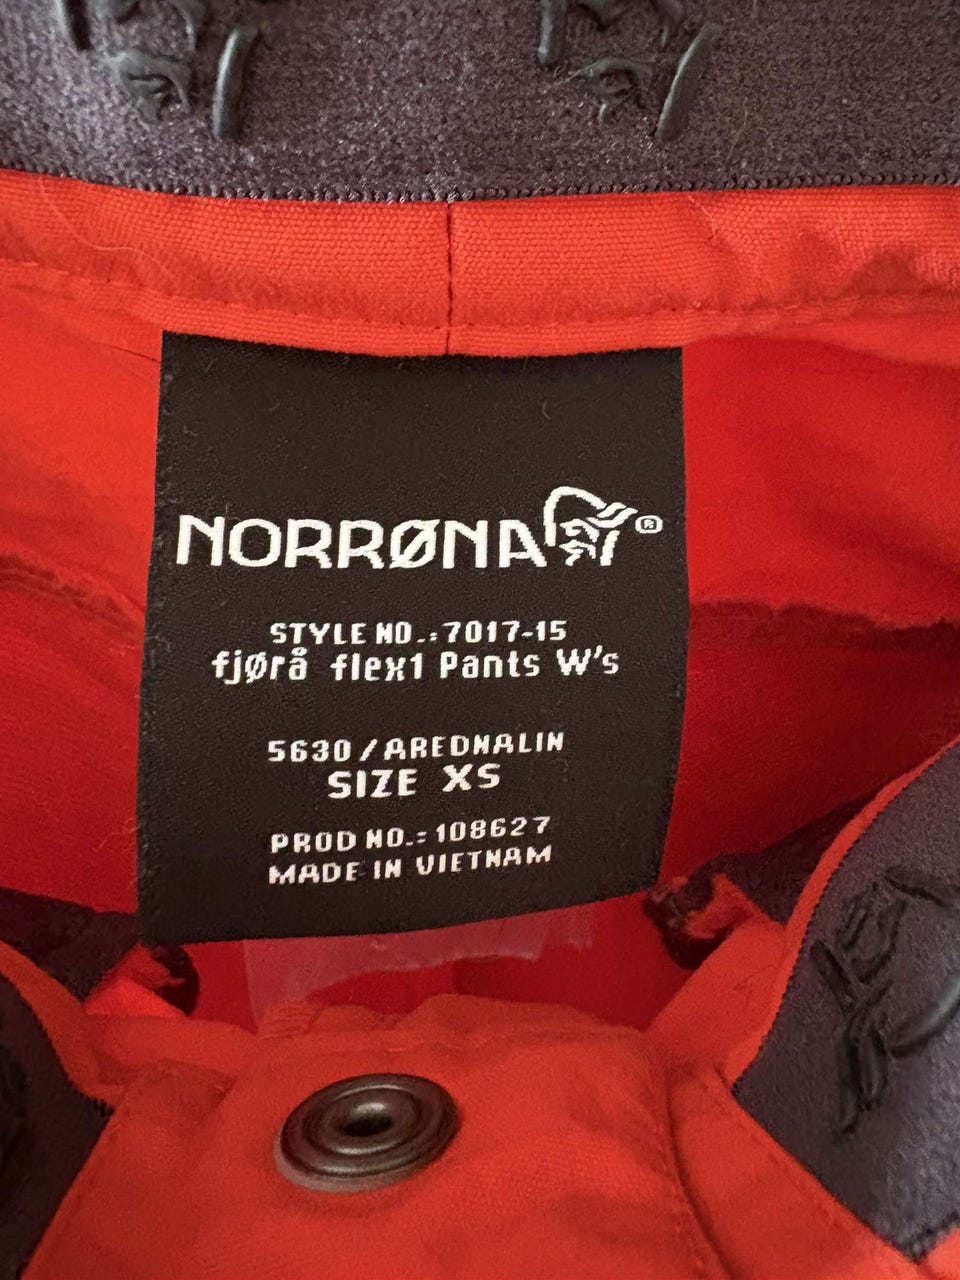 NORRØNA ®
STYLE NO.:7017-15
fjørå flex1 Pants W's
5630/AREDNALIN
SIZE XS
PROD NO.:108627
MADE IN VIETNAM